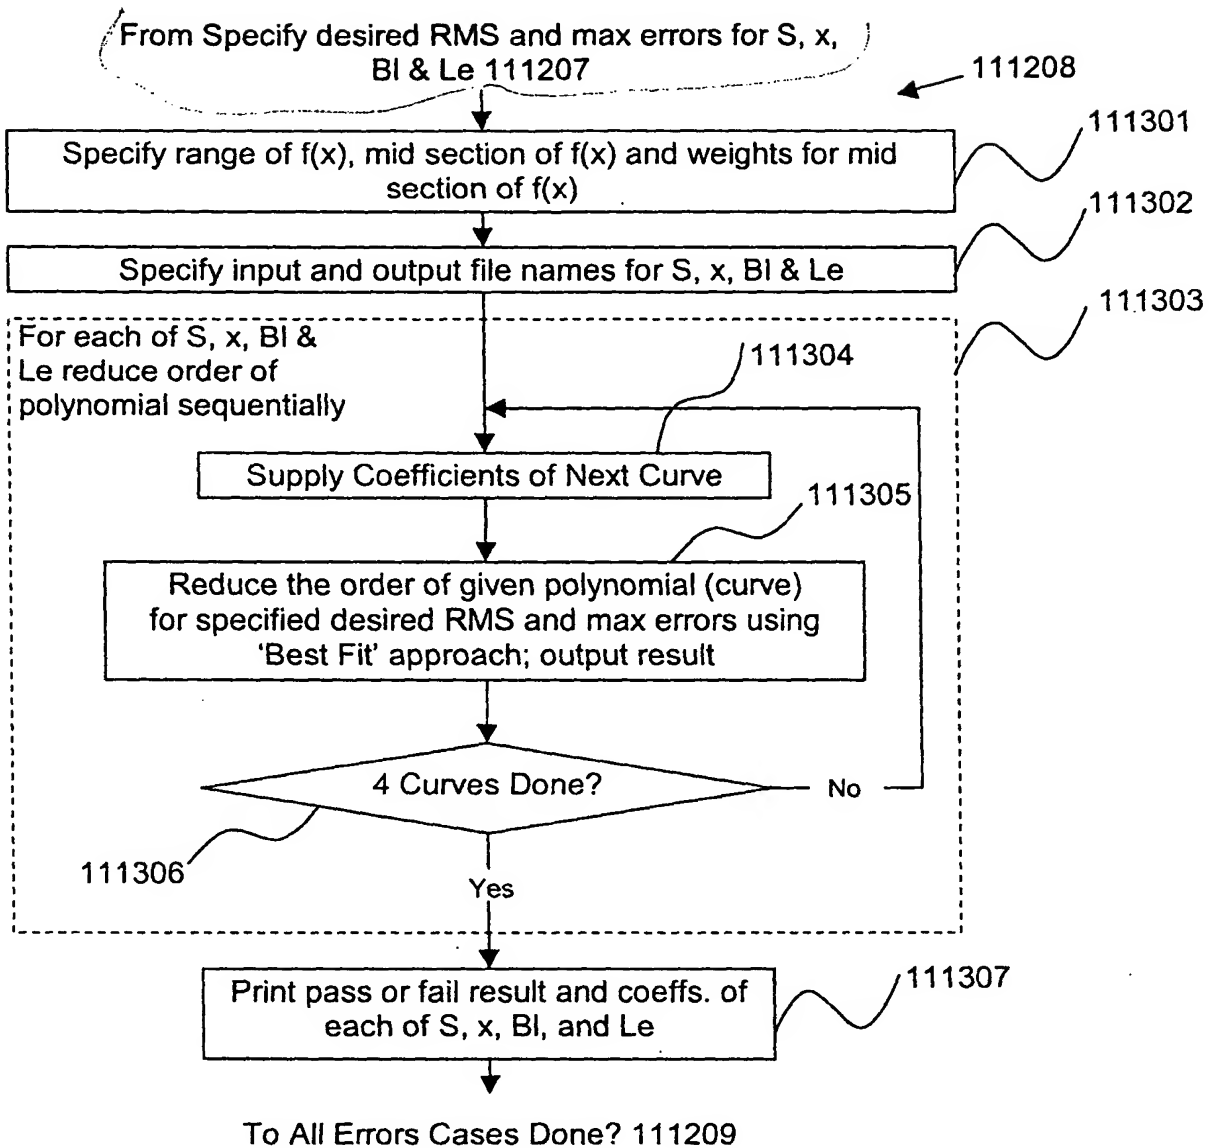 From Specify desired RMS and max errors for S, x,
Bl & Le 111207
111208
111301
Specify range of f(x), mid section of f(x) and weights for mid
section of f(x)
111302
Specify input and output file names for S, x, Bl & Le
111303
For each of S, x, Bl &
Le reduce order of
polynomial sequentially
111304
Supply Coefficients of Next Curve
111305
Reduce the order of given polynomial (curve)
for specified desired RMS and max errors using
‘Best Fit’ approach; output result
4 Curves Done?
No
111306
Yes
111307
Print pass or fail result and coeffs. of
each of S, x, Bl, and Le
To All Errors Cases Done? 111209